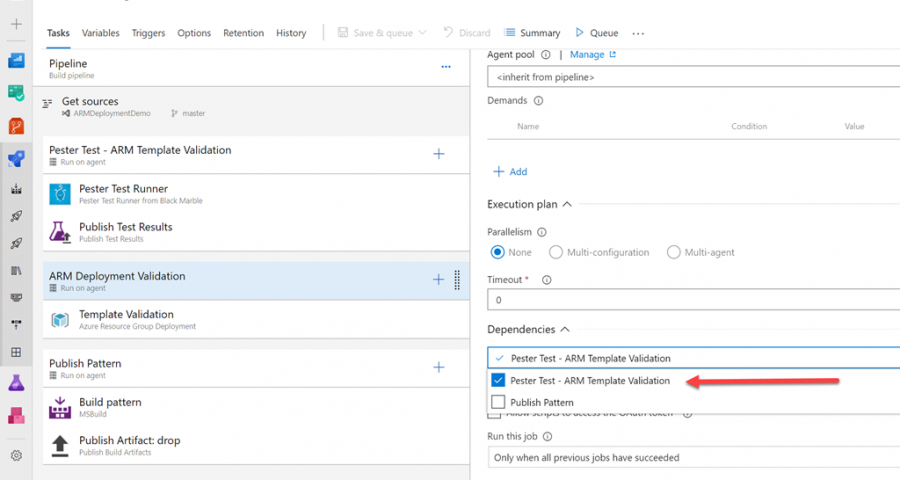 Tasks Variables Triggers Options Retention History Save & queue Discard Summary Queue ...
Pipeline
Build pipeline
Get sources
ARMDeploymentDemo master
Pester Test - ARM Template Validation
Run on agent
Pester Test Runner
Pester Test Runner from Black Marble
Publish Test Results
Publish Test Results
ARM Deployment Validation
Run on agent
Template Validation
Azure Resource Group Deployment
Publish Pattern
Run on agent
Build pattern
MSBuild
Publish Artifact: drop
Publish Build Artifacts
Agent pool | Manage
<inherit from pipeline>
Demands
Name Condition Value
Add
Execution plan
Parallelism
None Multi-configuration Multi-agent
Timeout *
0
Dependencies
Pester Test - ARM Template Validation
Pester Test - ARM Template Validation
Publish Pattern
Allow scripts to access the OAuth token
Run this job
Only when all previous jobs have succeeded